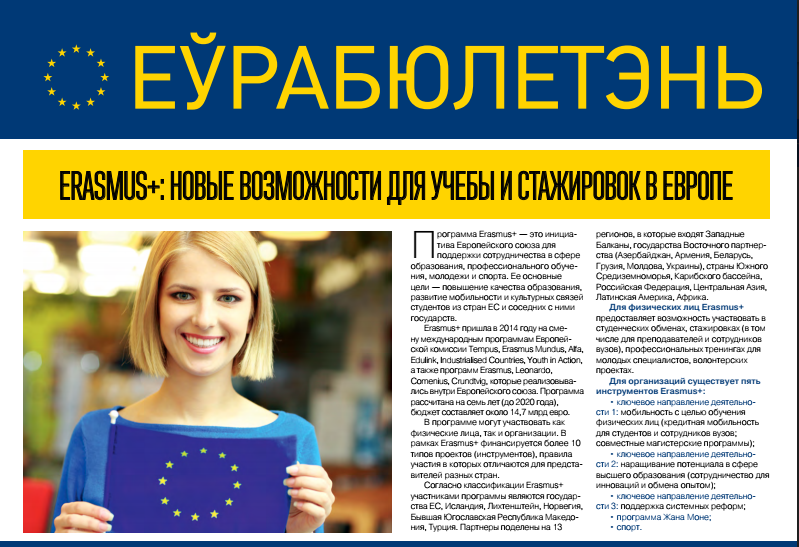 ЕЎРАБЮЛЕТЭНЬ
ERASMUS+: НОВЫЕ ВОЗМОЖНОСТИ ДЛЯ УЧЕБЫ И СТАЖИРОВОК В ЕВРОПЕ
Программа Erasmus+ — это инициа-
тива Европейского союза для
поддержки сотрудничества в сфере
образования, профессионального обуче-
ния, молодежи и спорта. Ее основные
цели — повышение качества образования,
развитие мобильности и культурных связей
студентов из стран ЕС и соседних с ними
государств.
Erasmus+ пришла в 2014 году на сме-
ну международным программам Европей-
ской комиссии Tempus, Erasmus Mundus, Alfa,
Edulink, Industrialised Countries, Youth in Action,
а также программ Erasmus, Leonardo,
Comenius, Grundtvig, которые реализовыва-
лись внутри Европейского союза. Программа
рассчитана на семь лет (до 2020 года),
бюджет составляет около 14,7 млрд евро.
В программе могут участвовать как
физические лица, так и организации. В
рамках Erasmus+ финансируется более 10
типов проектов (инструментов), правила
участия в которых отличаются для предста-
вителей разных стран.
Согласно классификации Erasmus+
участниками программы являются государ-
ства ЕС, Исландия, Лихтенштейн, Норвегия,
Бывшая Югославская Республика Македо-
ния, Турция. Партнеры поделены на 13
регионов, в которые входят Западные
Балканы, государства Восточного партнер-
ства (Азербайджан, Армения, Беларусь,
Грузия, Молдова, Украины), страны Южного
Средиземноморья, Карибского бассейна,
Российская Федерация, Центральная Азия,
Латинская Америка, Африка.
Для физических лиц Erasmus+
предоставляет возможность участвовать в
студенческих обменах, стажировках (в том
числе для преподавателей и сотрудников
вузов), профессиональных тренингах для
молодых специалистов, волонтерских
проектах.
Для организаций существует пять
инструментов Erasmus+:
• ключевое направление деятельно-
сти 1: мобильность с целью обучения
физических лиц (кредитная мобильность
для студентов и сотрудников вузов;
совместные магистерские программы);
• ключевое направление деятельно-
сти 2: наращивание потенциала в сфере
высшего образования (сотрудничество для
инноваций и обмена опытом);
• ключевое направление деятельно-
сти 3: поддержка системных реформ;
• программа Жана Моне;
• спорт.